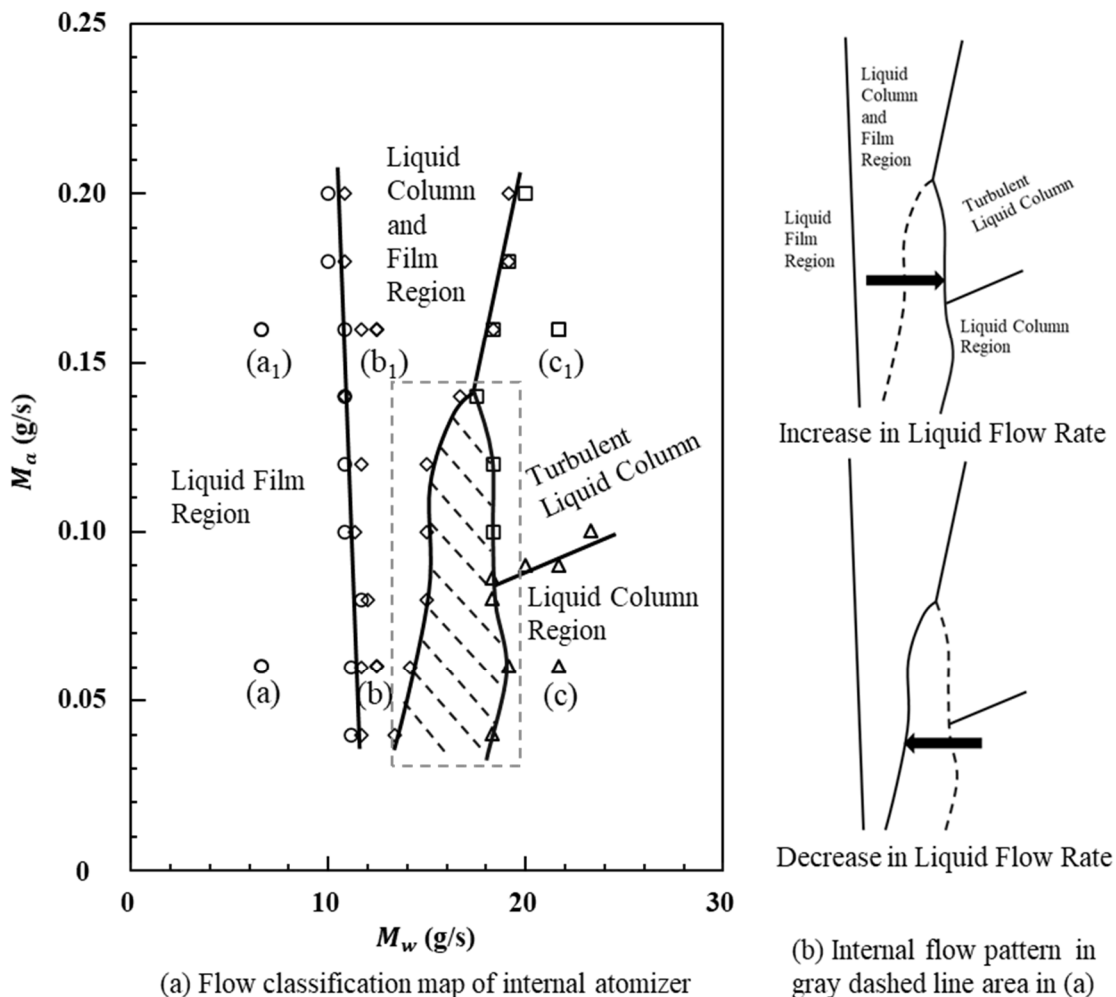 0.25
0.20
0.15
0.10
0.05
0
0
10
20
30
M_a (g/s)
M_w (g/s)
Liquid
Column
and
Film
Region
(a₁)
(b₁)
(c₁)
Liquid Film
Region
Turbulent
Liquid Column
Liquid Column
Region
(a)
(b)
(c)
(a) Flow classification map of internal atomizer
Liquid
Column
and
Film
Region
Turbulent
Liquid Column
Liquid
Film
Region
Liquid Column
Region
Increase in Liquid Flow Rate
Decrease in Liquid Flow Rate
(b) Internal flow pattern in
gray dashed line area in (a)